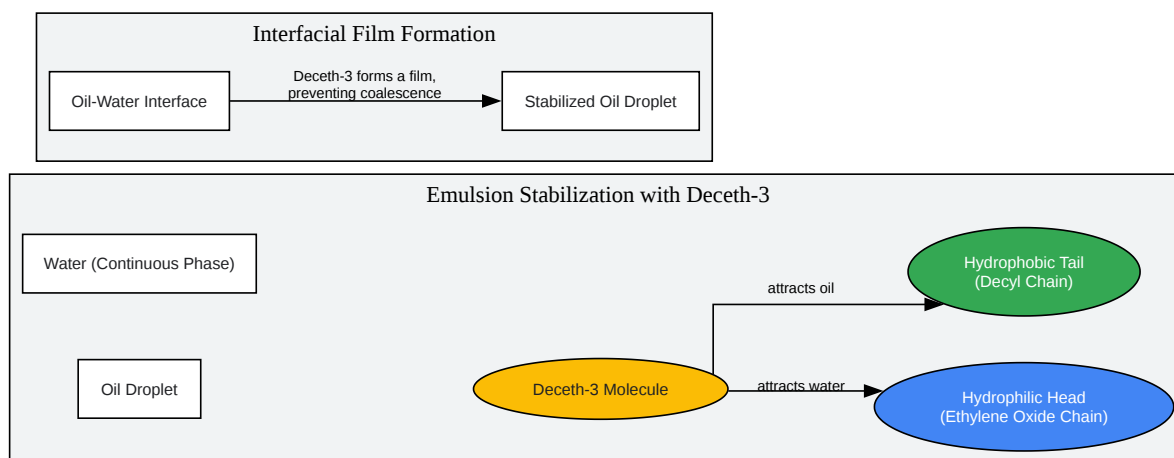 Interfacial Film Formation
Oil-Water Interface
Deceth-3 forms a film,
preventing coalescence
Stabilized Oil Droplet
Emulsion Stabilization with Deceth-3
Water (Continuous Phase)
Hydrophobic Tail
(Decyl Chain)
attracts oil
Oil Droplet
Deceth-3 Molecule
attracts water
Hydrophilic Head
(Ethylene Oxide Chain)